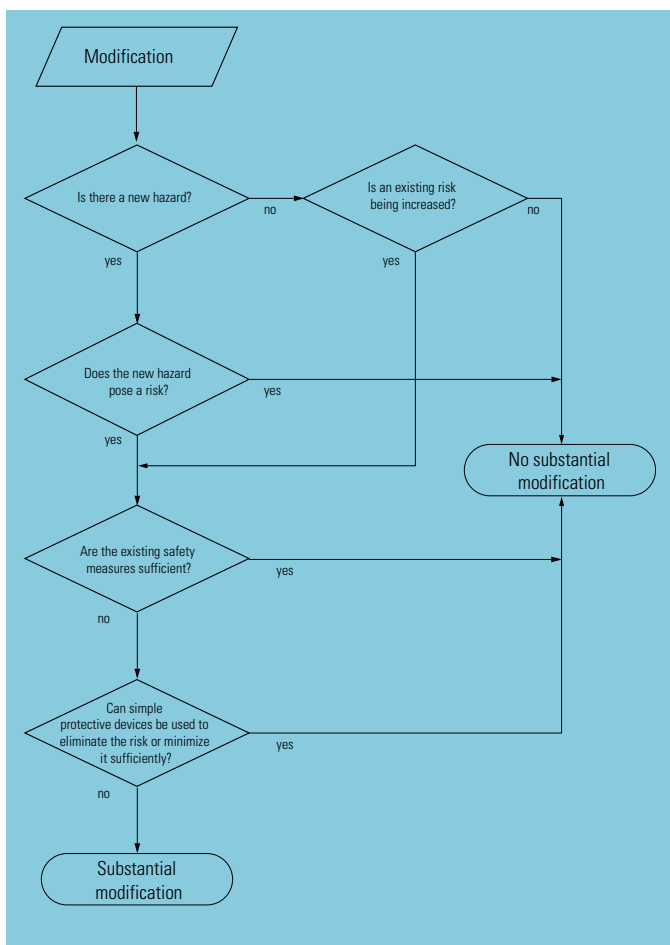 Modification
Is there a new hazard?
no
Is an existing risk
being increased?
no
yes
yes
Does the new hazard
pose a risk?
yes
yes
No substantial
modification
Are the existing safety
measures sufficient?
yes
no
Can simple
protective devices be used to
eliminate the risk or minimize
it sufficiently?
yes
no
Substantial
modification